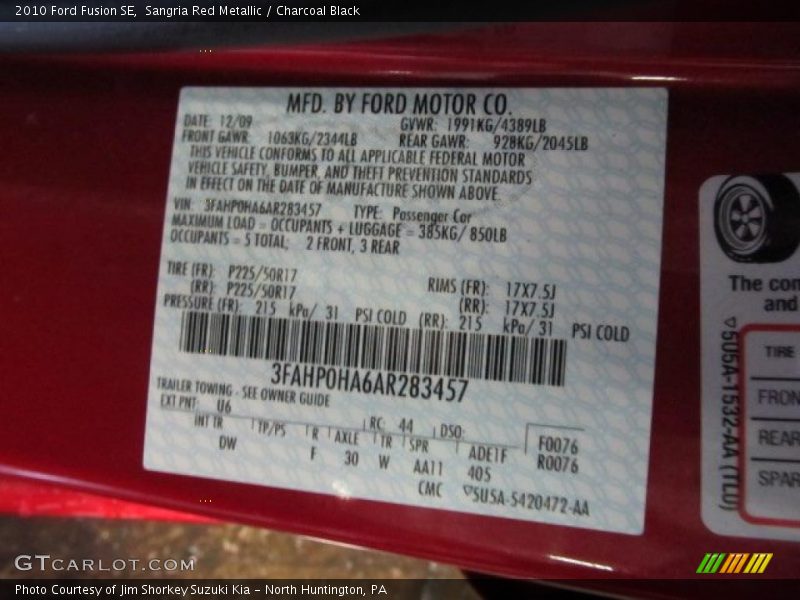 2010 Ford Fusion SE, Sangria Red Metallic / Charcoal Black
MFD. BY FORD MOTOR CO.
DATE: 12/09 GVWR: 1991KG/4389LB
FRONT GAWR: 1063KG/2344LB REAR GAWR: 928KG/2045LB
THIS VEHICLE CONFORMS TO ALL APPLICABLE FEDERAL MOTOR
VEHICLE SAFETY, BUMPER, AND THEFT PREVENTION STANDARDS
IN EFFECT ON THE DATE OF MANUFACTURE SHOWN ABOVE.
VIN: 3FAHP0HA6AR283457 TYPE: Passenger Car
MAXIMUM LOAD = OCCUPANTS + LUGGAGE = 385KG/ 850LB
OCCUPANTS = 5 TOTAL; 2 FRONT, 3 REAR
TIRE (FR): P225/50R17 RIMS (FR): 17X7.5J
(RR): P225/50R17 (RR): 17X7.5J
PRESSURE (FR): 215 kPa/ 31 PSI COLD (RR): 215 kPa/ 31 PSI COLD
3FAHP0HA6AR283457
TRAILER TOWING - SEE OWNER GUIDE
EXT PNT: U6 RC: 44 DSO: F0076
INT TR TP/PS R AXLE TR SPR ADE1F R0076
DW F 30 W AA11 405
CMC 5U5A-5420472-AA
The con
and
5U5A-1532-AA (TLU)
TIRE
FRON
REAR
SPAR
GTCARLOT.COM
Photo Courtesy of Jim Shorkey Suzuki Kia - North Huntington, PA